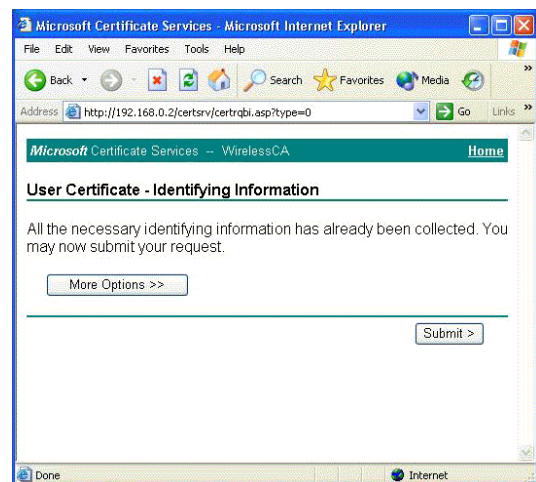 Microsoft Certificate Services - Microsoft Internet Explorer
File Edit View Favorites Tools Help
Back Search Favorites Media »
Address http://192.168.0.2/certsrv/certrqbi.asp?type=0 Go Links »
Microsoft Certificate Services -- WirelessCA Home
User Certificate - Identifying Information
All the necessary identifying information has already been collected. You
may now submit your request.
More Options >>
Submit >
Done Internet